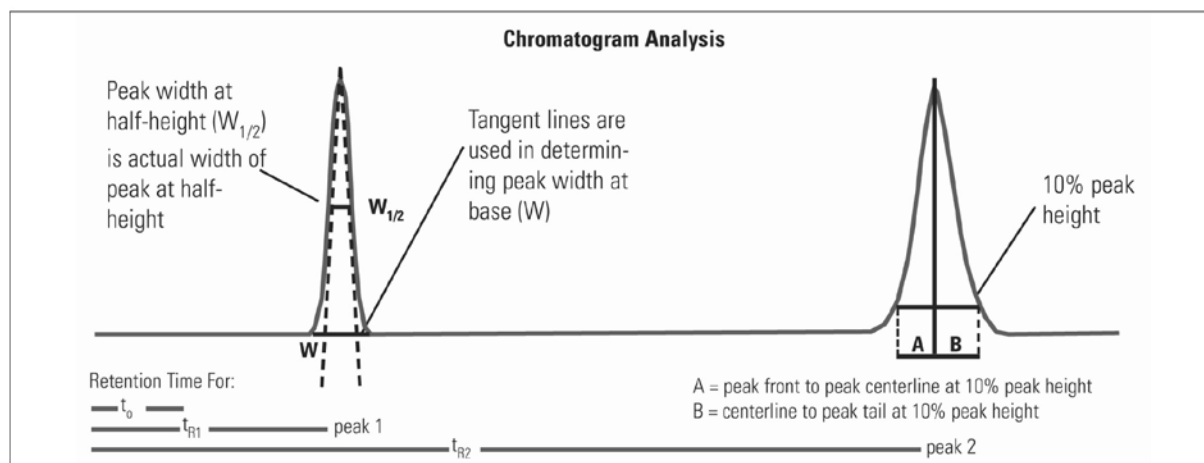 Chromatogram Analysis
Peak width at
half-height (W1/2)
is actual width of
peak at half-
height
Tangent lines are
used in determin-
ing peak width at
base (W)
W1/2
10% peak
height
W
A B
Retention Time For:
to
tR1 peak 1
tR2 peak 2
A = peak front to peak centerline at 10% peak height
B = centerline to peak tail at 10% peak height